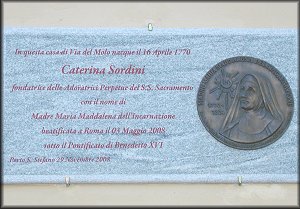 In questa casa di Via del Molo nacque il 16 Aprile 1770
Caterina Sordini
fondatrice delle Adoratrici Perpetue del S.S. Sacramento
con il nome di
Madre Maria Maddalena dell'Incarnazione
beatificata a Roma il 03 Maggio 2008
sotto il Pontificato di Benedetto XVI
Porto S. Stefano 29 Novembre 2008